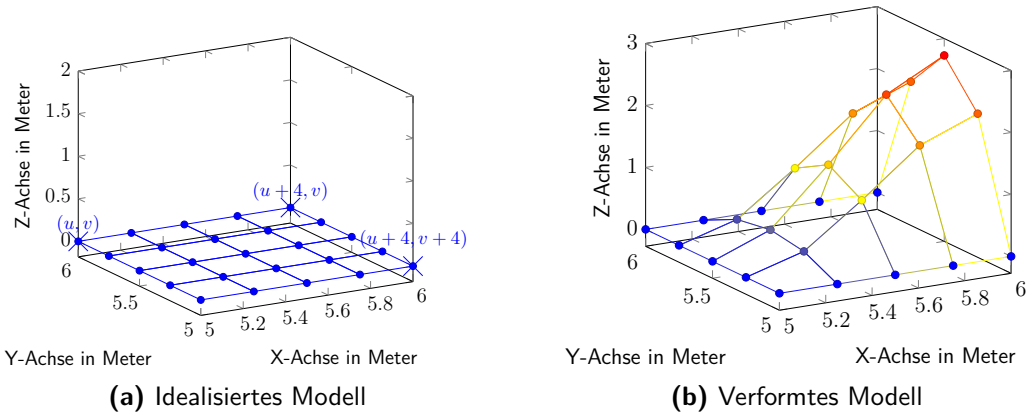 2
1.5
1
0.5
0
Z-Achse in Meter
(u, v)
(u + 4, v)
(u + 4, v + 4)
6
5.5
5
5
5.2
5.4
5.6
5.8
6
Y-Achse in Meter
X-Achse in Meter
(a) Idealisiertes Modell
3
2
1
0
Z-Achse in Meter
6
5.5
5
5
5.2
5.4
5.6
5.8
6
Y-Achse in Meter
X-Achse in Meter
(b) Verformtes Modell